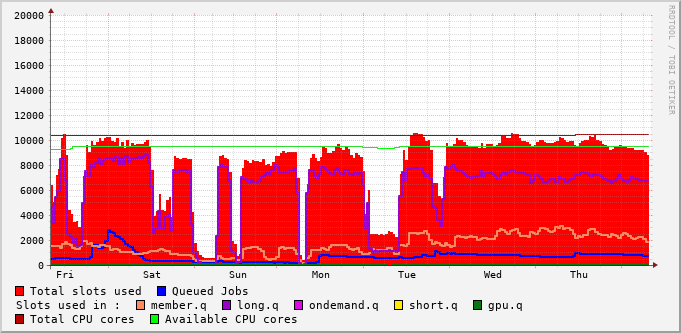 20000
18000
16000
14000
12000
10000
8000
6000
4000
2000
0
Fri Sat Sun Mon Tue Wed Thu
RRDTOOL / TOBI OETIKER
Total slots used Queued Jobs
Slots used in : member.q long.q ondemand.q short.q gpu.q
Total CPU cores Available CPU cores